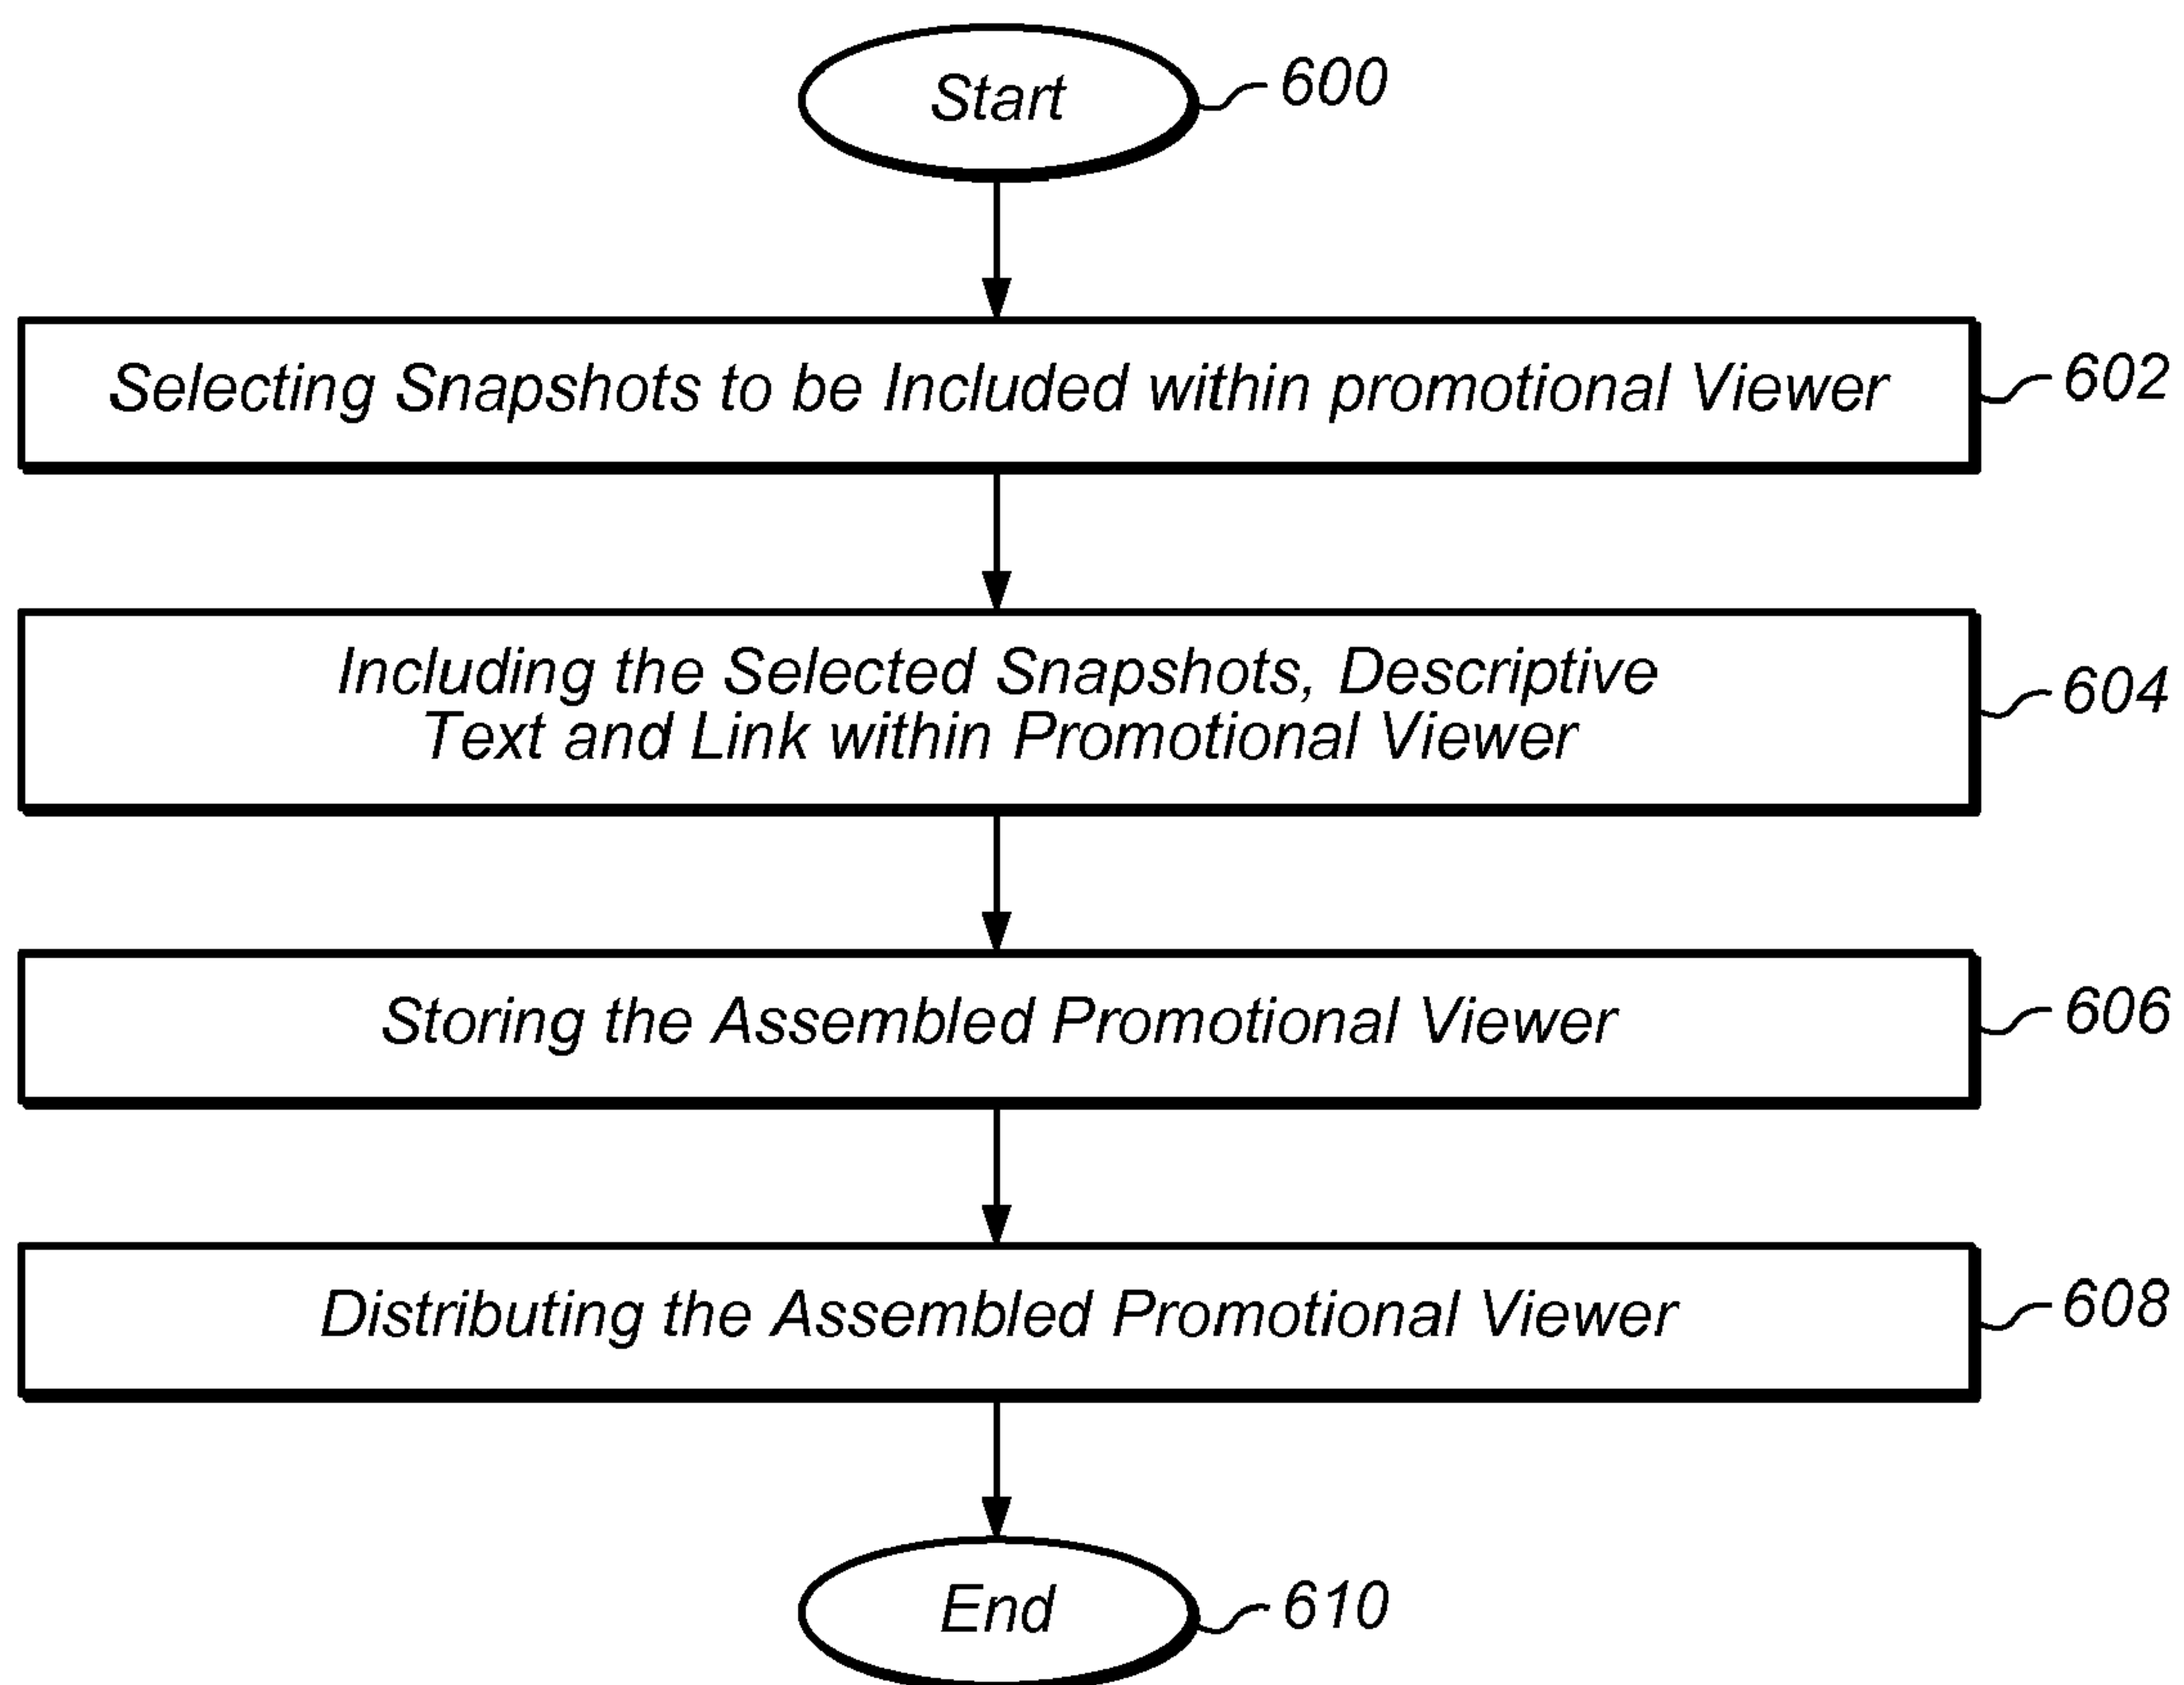 Start
600
Selecting Snapshots to be Included within promotional Viewer
602
Including the Selected Snapshots, Descriptive
Text and Link within Promotional Viewer
604
Storing the Assembled Promotional Viewer
606
Distributing the Assembled Promotional Viewer
608
End
610